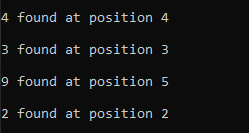 4 found at position 4
3 found at position 3
9 found at position 5
2 found at position 2